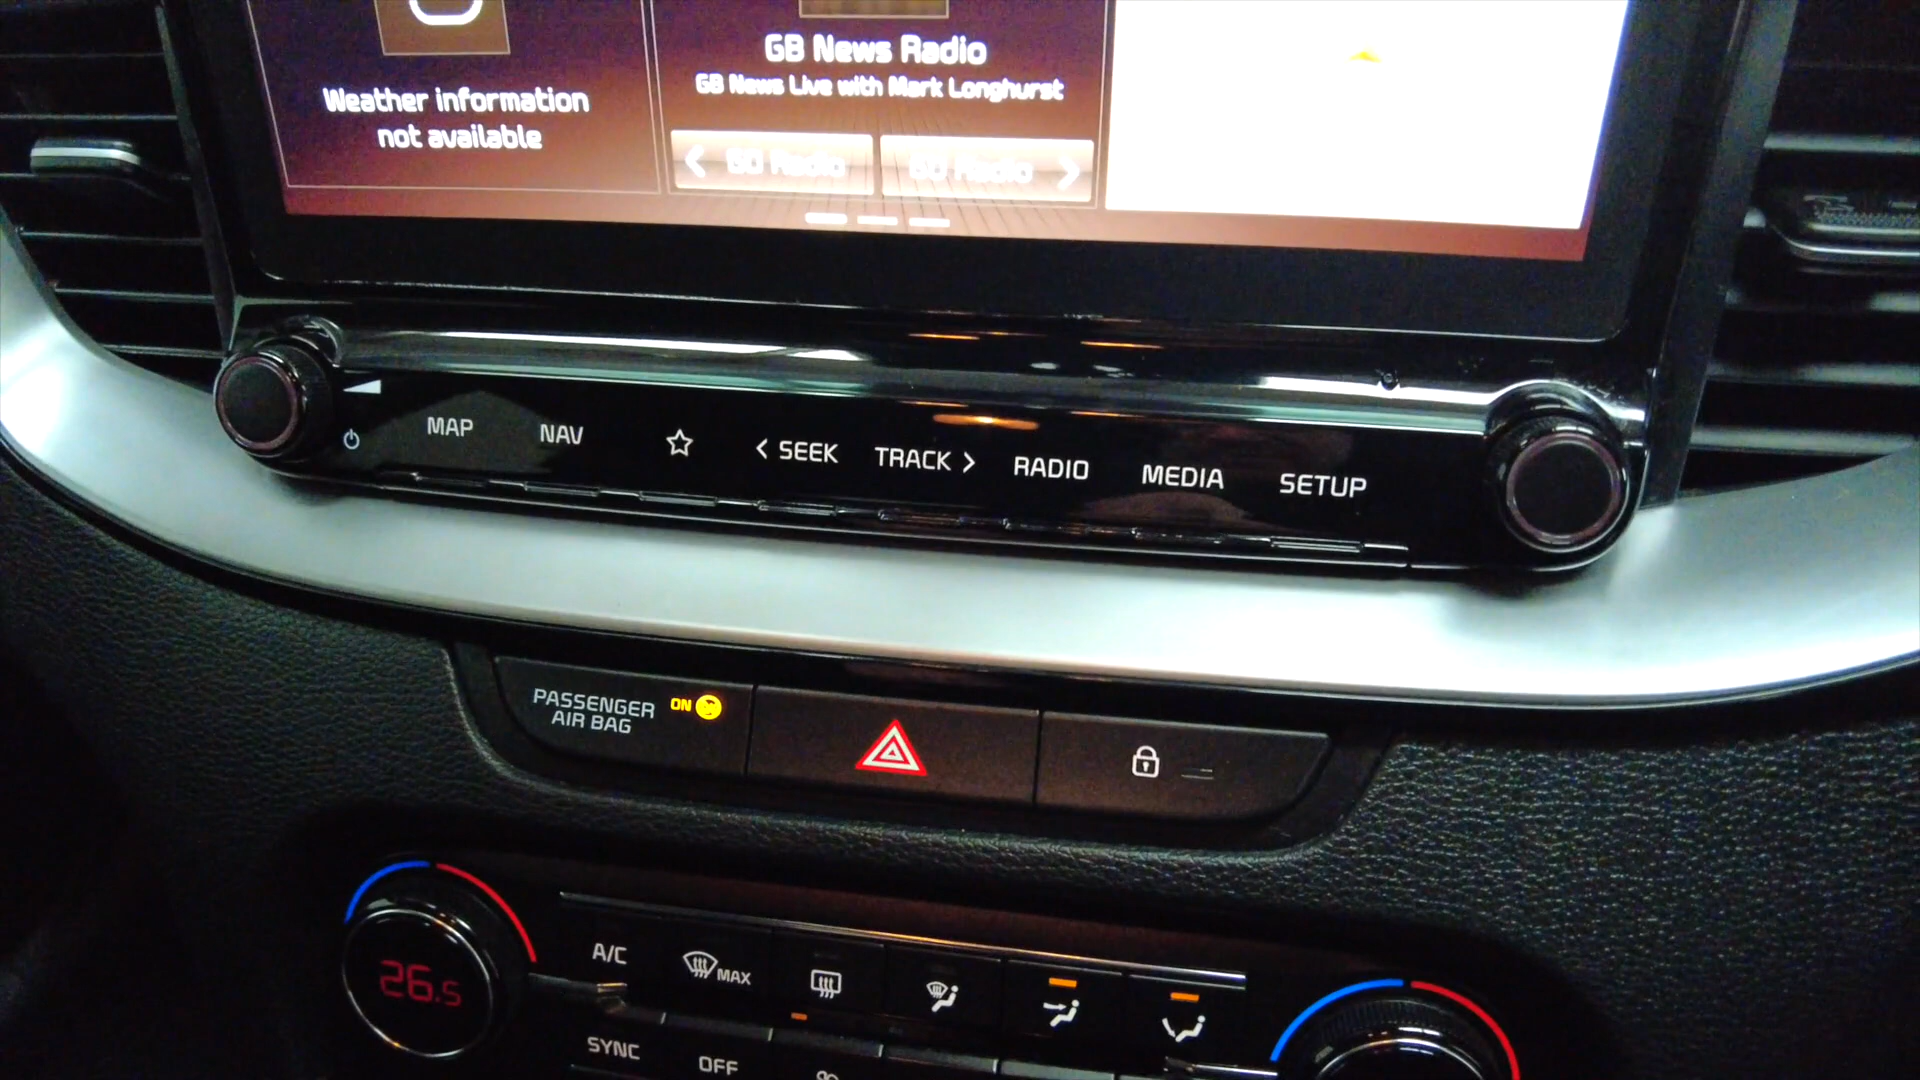 Weather information
not available
GB News Radio
GB News Live with Mark Longhurst
MAP
NAV
< SEEK
TRACK >
RADIO
MEDIA
SETUP
PASSENGER
AIR BAG
ON
26.5
A/C
MAX
SYNC
OFF